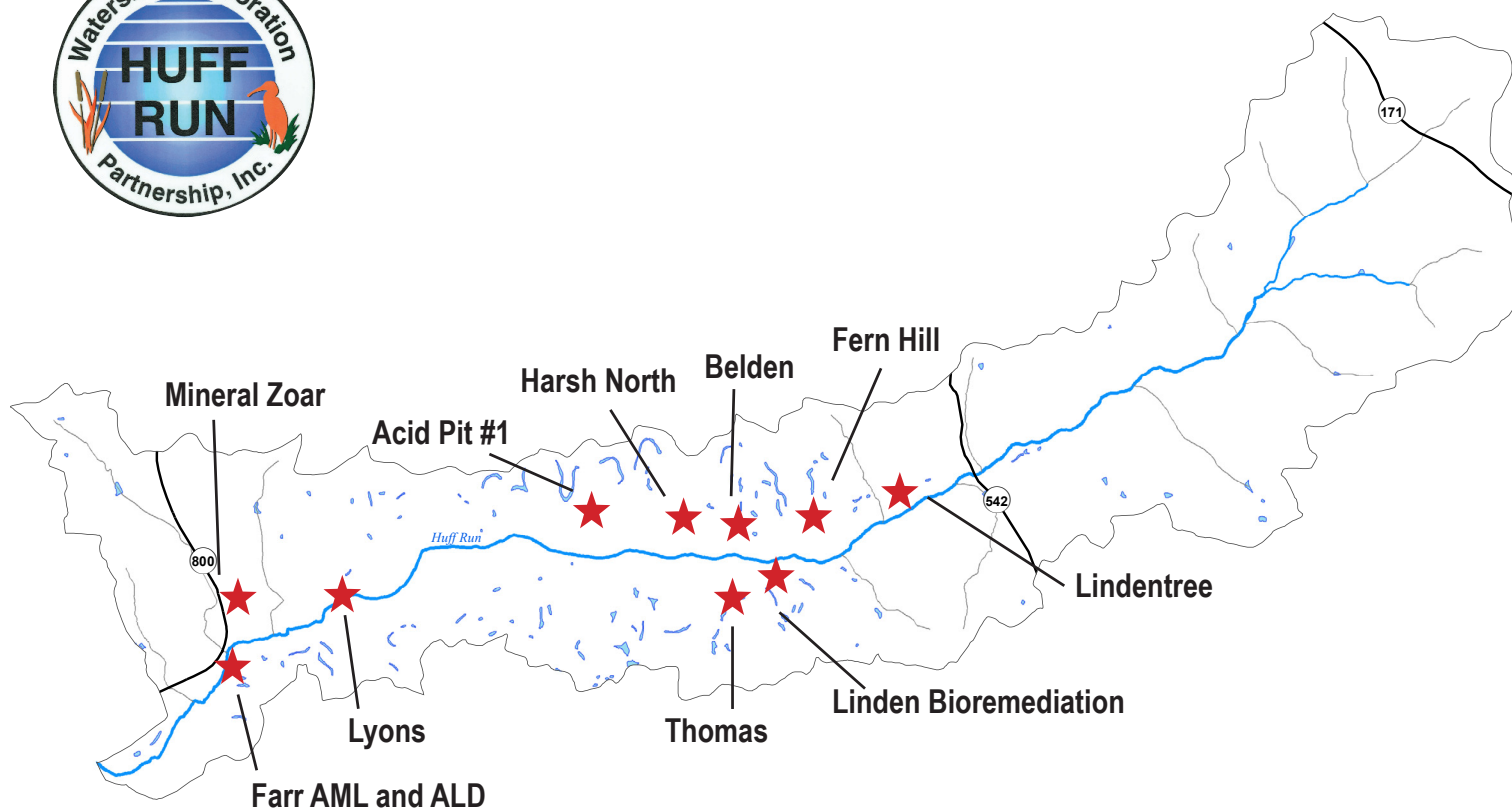 HUFF
RUN
Partnership, Inc.
171
Fern Hill
Belden
Harsh North
Mineral Zoar
Acid Pit #1
542
Huff Run
800
Lindentree
Linden Bioremediation
Lyons
Thomas
Farr AML and ALD